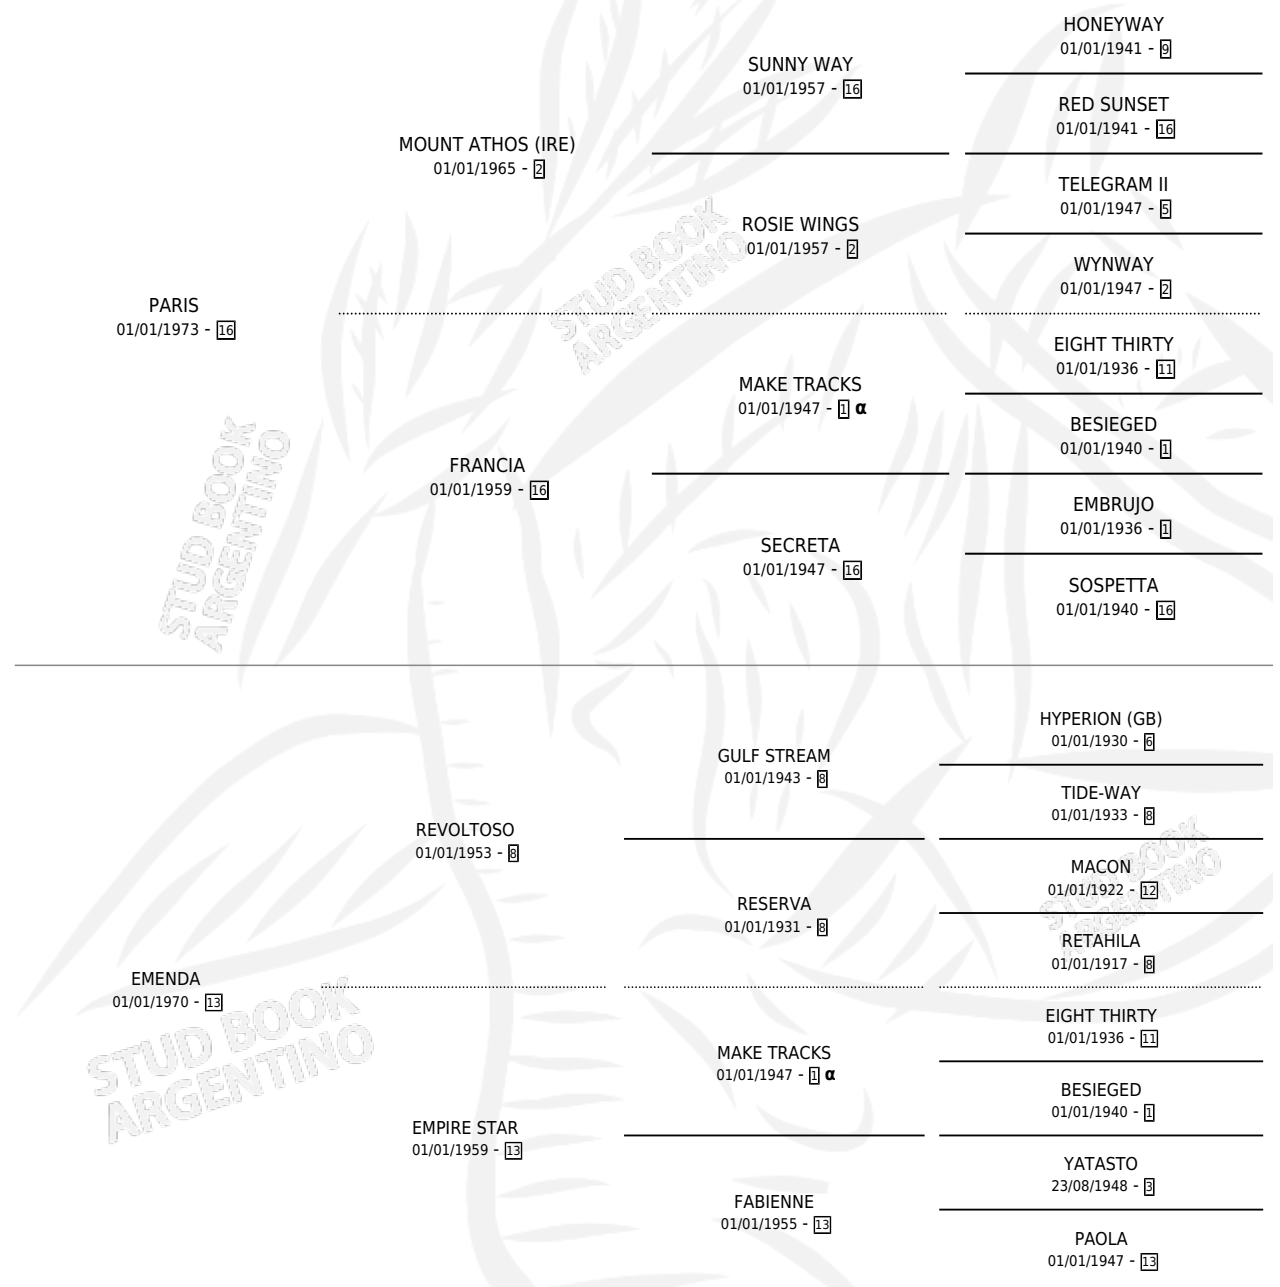 HONEYWAY
01/01/1941 - 9
SUNNY WAY
01/01/1957 - 16
RED SUNSET
01/01/1941 - 16
MOUNT ATHOS (IRE)
01/01/1965 - 2
TELEGRAM II
01/01/1947 - 5
ROSIE WINGS
01/01/1957 - 2
WYNWAY
01/01/1947 - 2
STUD BOOK
ARGENTINO
PARIS
01/01/1973 - 16
EIGHT THIRTY
01/01/1936 - 11
MAKE TRACKS
01/01/1947 - 1 α
BESIEGED
01/01/1940 - 1
FRANCIA
01/01/1959 - 16
EMBRUJO
01/01/1936 - 1
SECRETA
01/01/1947 - 16
SOSPETTA
01/01/1940 - 16
STUD BOOK
ARGENTINO
HYPERION (GB)
01/01/1930 - 6
GULF STREAM
01/01/1943 - 8
TIDE-WAY
01/01/1933 - 8
REVOLTOSO
01/01/1953 - 8
MACON
01/01/1922 - 12
RESERVA
01/01/1931 - 8
RETAHILA
01/01/1917 - 8
STUD BOOK
ARGENTINO
EMENDA
01/01/1970 - 13
EIGHT THIRTY
01/01/1936 - 11
MAKE TRACKS
01/01/1947 - 1 α
BESIEGED
01/01/1940 - 1
EMPIRE STAR
01/01/1959 - 13
YATASTO
23/08/1948 - 3
FABIENNE
01/01/1955 - 13
PAOLA
01/01/1947 - 13
STUD BOOK
ARGENTINO